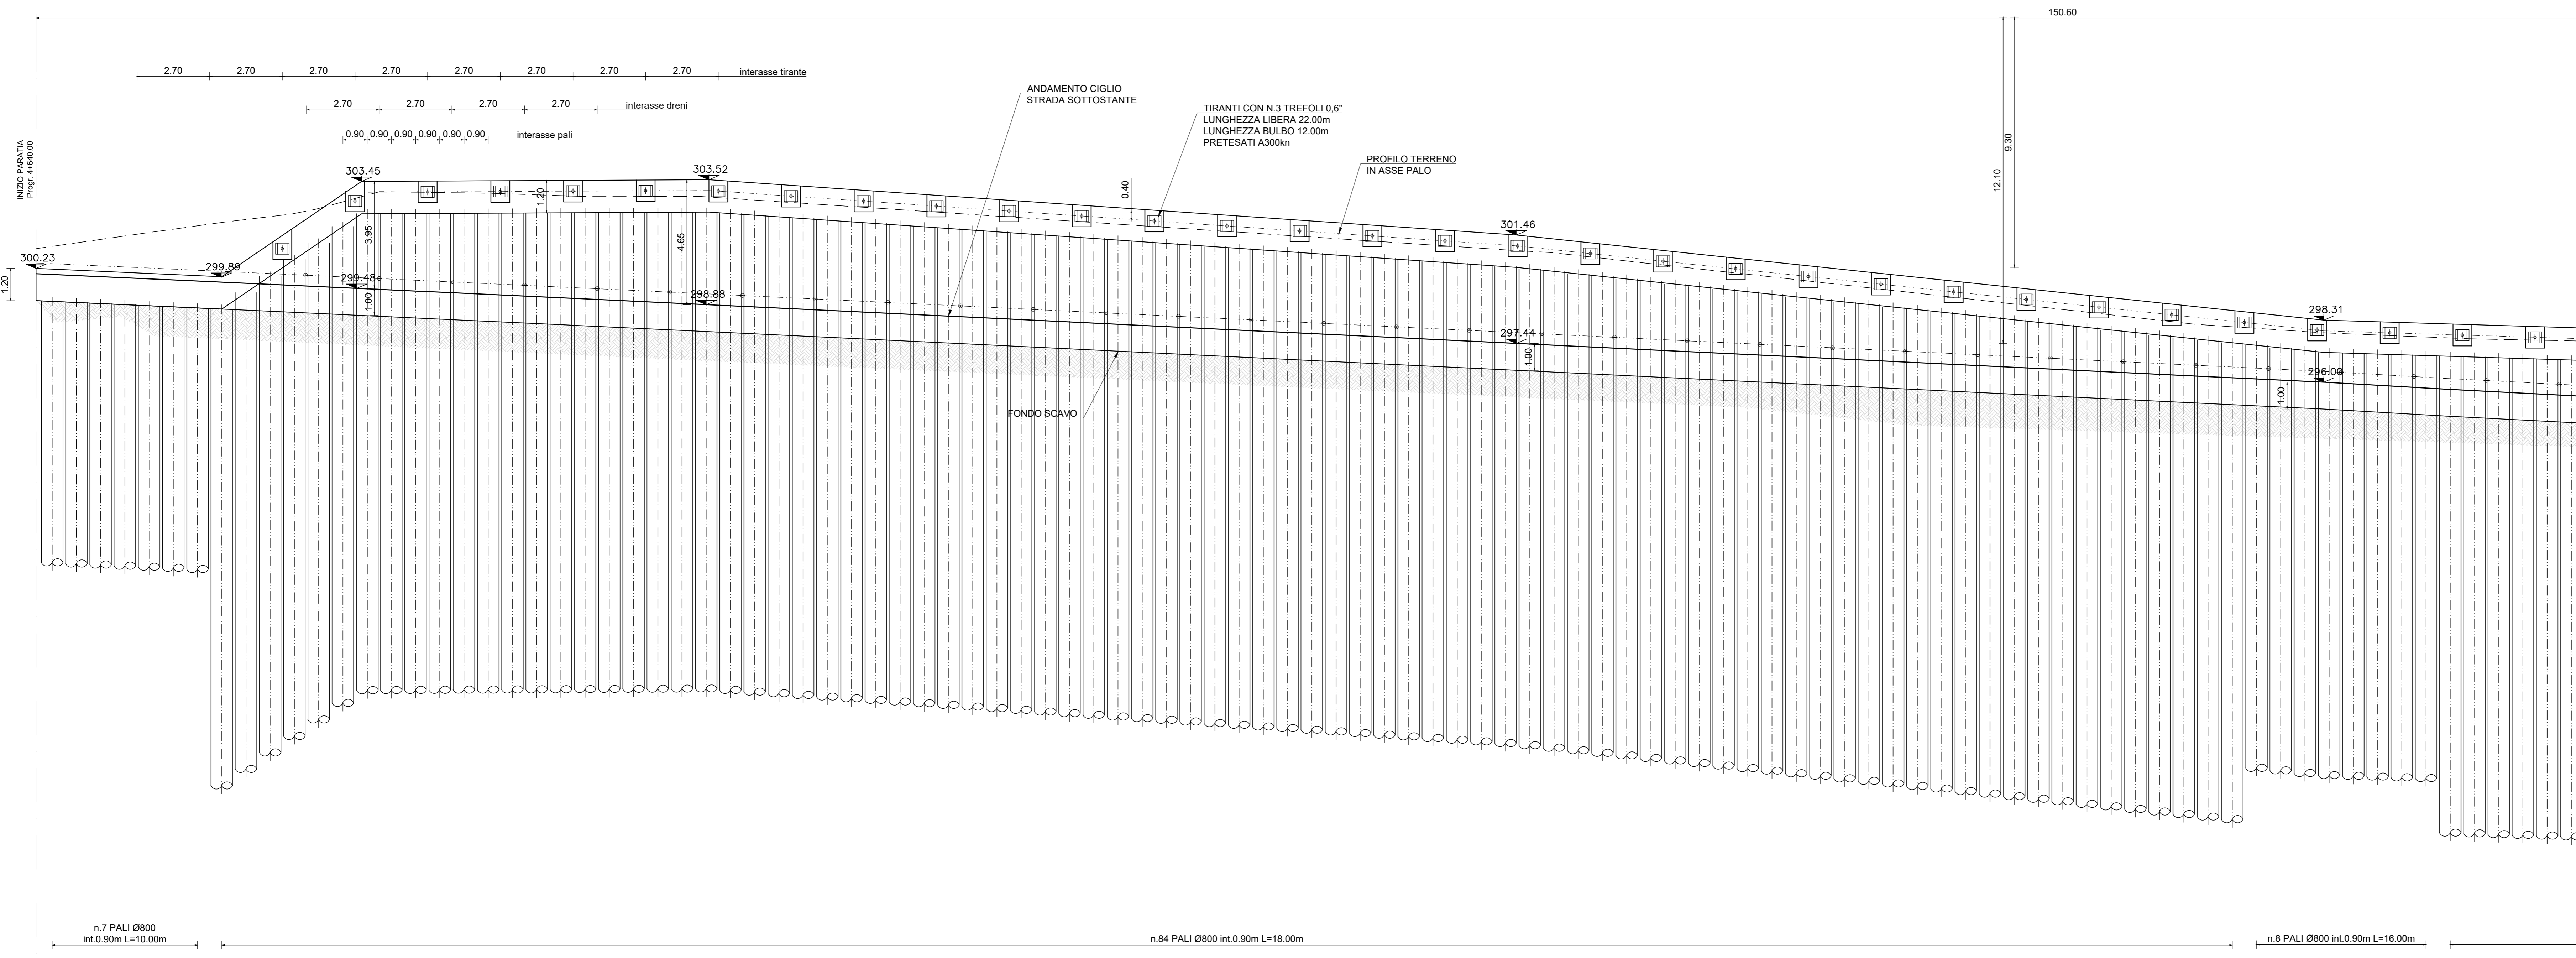 150.60
2.70 2.70 2.70 2.70 2.70 2.70 2.70 2.70 interasse tirante
2.70 2.70 2.70 2.70 interasse dreni
0.90 0.90 0.90 0.90 0.90 0.90 interasse pali
INIZIO PARATIA
Progr. 4+640.00
ANDAMENTO CIGLIO
STRADA SOTTOSTANTE
TIRANTI CON N.3 TREFOLI 0,6"
LUNGHEZZA LIBERA 22.00m
LUNGHEZZA BULBO 12.00m
PRETESATI A300kn
PROFILO TERRENO
IN ASSE PALO
9.30
12.10
303.45
303.52
1.20
0.40
3.95
4.65
301.46
300.23
299.89
299.48
1.20
1.00
298.88
298.31
297.44
1.00
296.00
1.00
FONDO SCAVO
n.7 PALI Ø800
int.0.90m L=10.00m
n.84 PALI Ø800 int.0.90m L=18.00m
n.8 PALI Ø800 int.0.90m L=16.00m